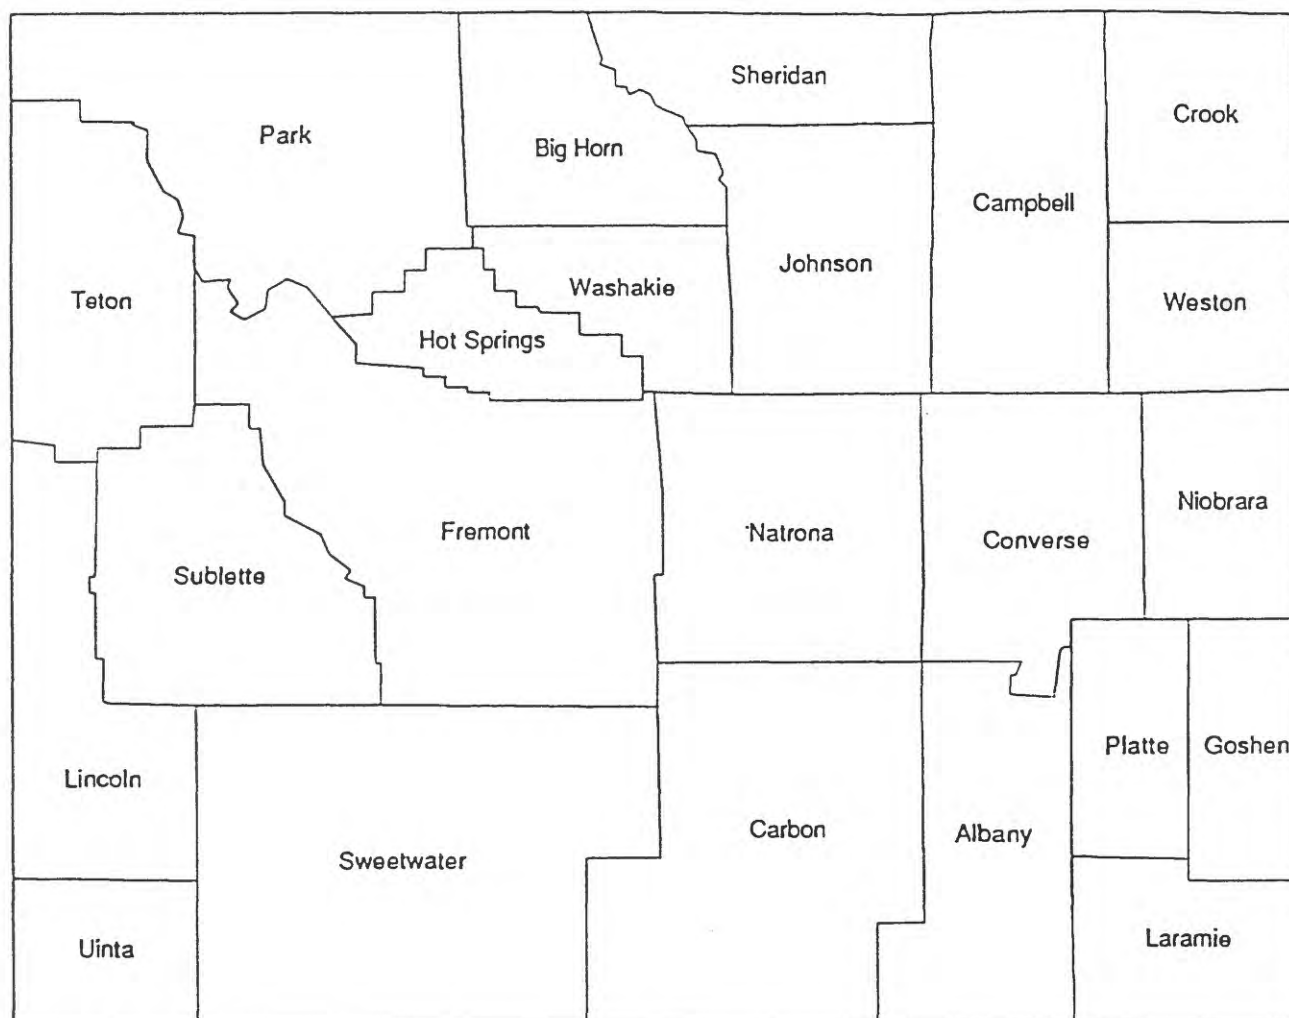 Sheridan
Crook
Park
Big Horn
Campbell
Johnson
Washakie
Teton
Weston
Hot Springs
Niobrara
Fremont
Natrona
Converse
Sublette
Platte
Goshen
Lincoln
Carbon
Albany
Sweetwater
Laramie
Uinta